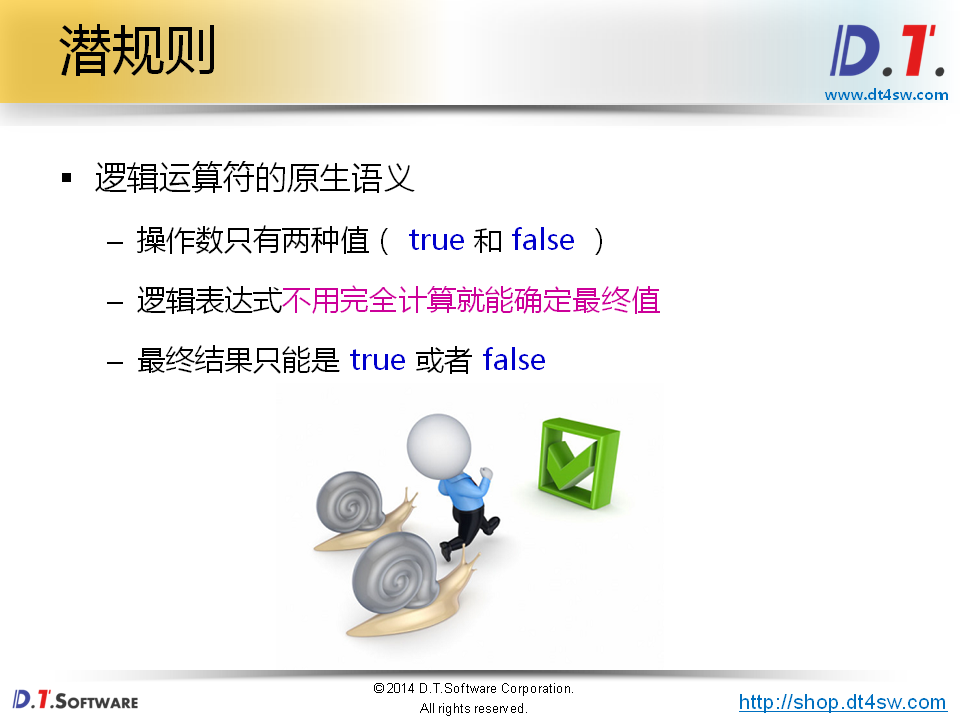 潜规则
D.T.
www.dt4sw.com
▪ 逻辑运算符的原生语义
– 操作数只有两种值（ true 和 false ）
– 逻辑表达式不用完全计算就能确定最终值
– 最终结果只能是 true 或者 false
D.T.SOFTWARE
©2014 D.T.Software Corporation.
All rights reserved.
http://shop.dt4sw.com